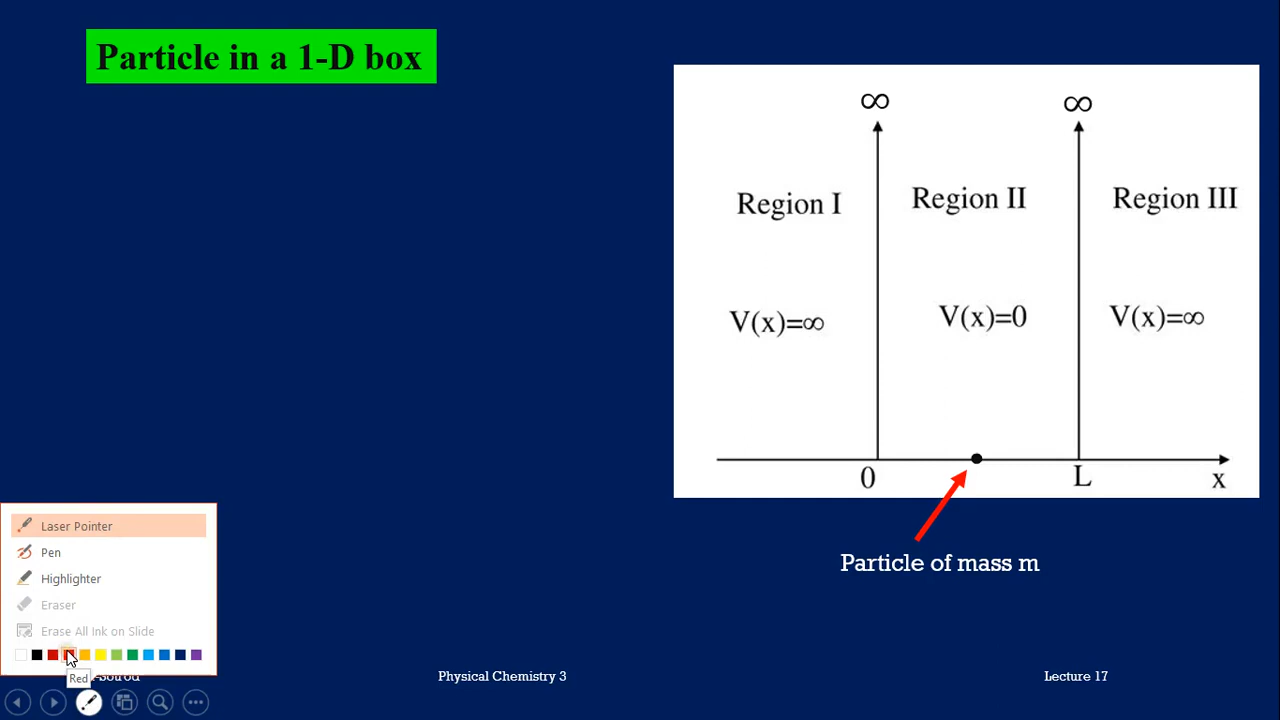 Particle in a 1-D box
∞ ∞
Region I Region II Region III
V(x)=∞ V(x)=0 V(x)=∞
0 L x
Particle of mass m
Laser Pointer
Pen
Highlighter
Eraser
Erase All Ink on Slide
Red
Physical Chemistry 3
Lecture 17